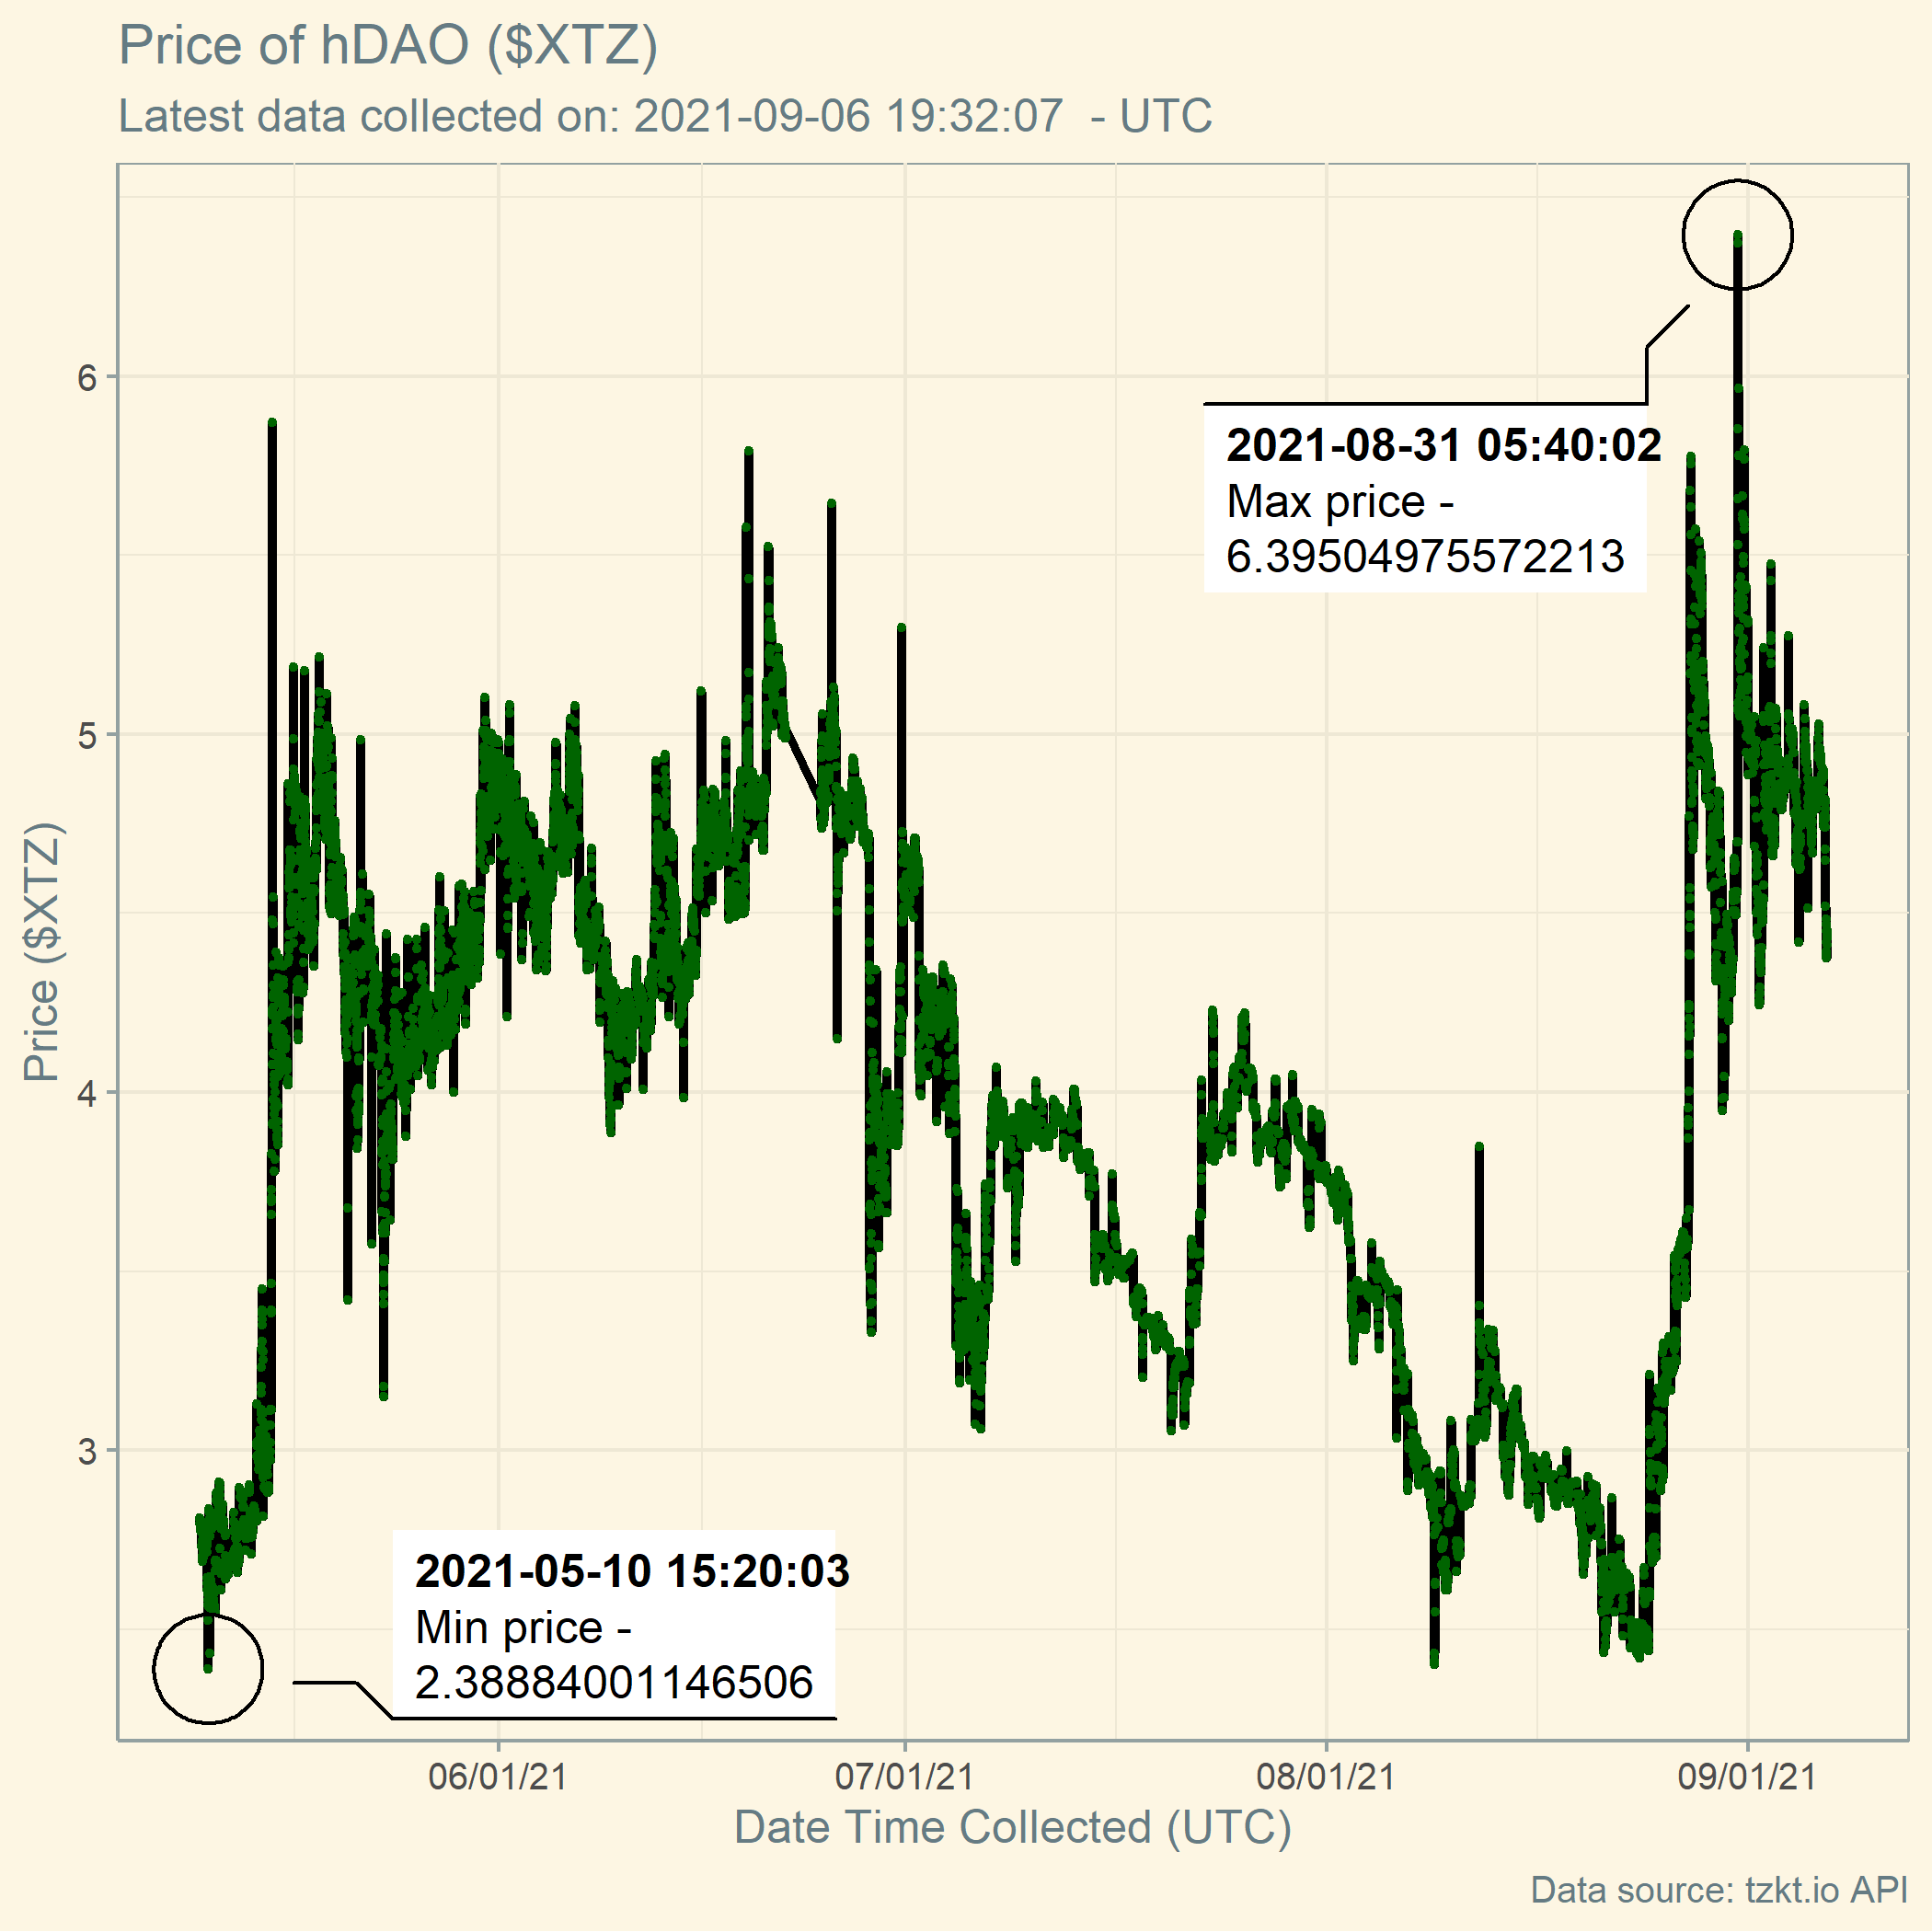 Price of hDAO ($XTZ)
Latest data collected on: 2021-09-06 19:32:07  - UTC
Price ($XTZ)
6
5
4
3
2021-08-31 05:40:02
Max price -
6.39504975572213
2021-05-10 15:20:03
Min price -
2.38884001146506
06/01/21
07/01/21
08/01/21
09/01/21
Date Time Collected (UTC)
Data source: tzkt.io API